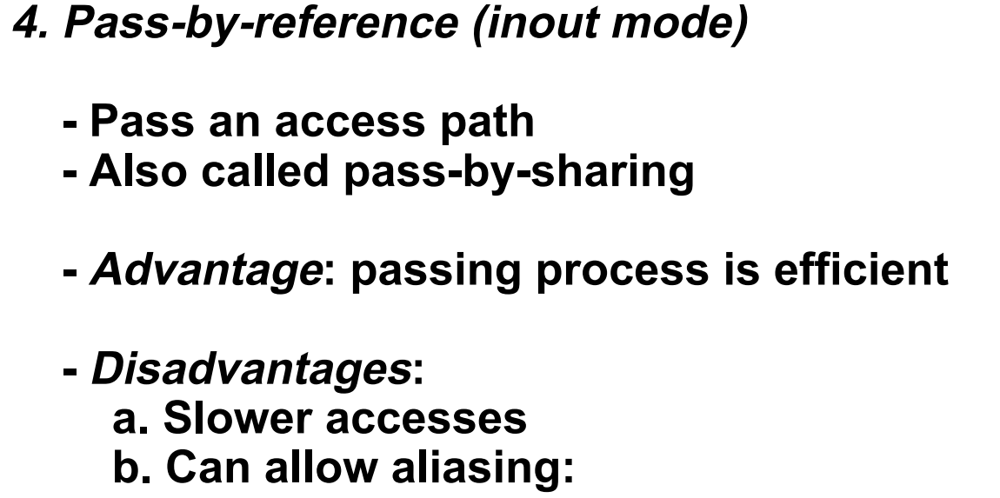 4. Pass-by-reference (inout mode)
- Pass an access path
- Also called pass-by-sharing
- Advantage: passing process is efficient
- Disadvantages:
a. Slower accesses
b. Can allow aliasing: